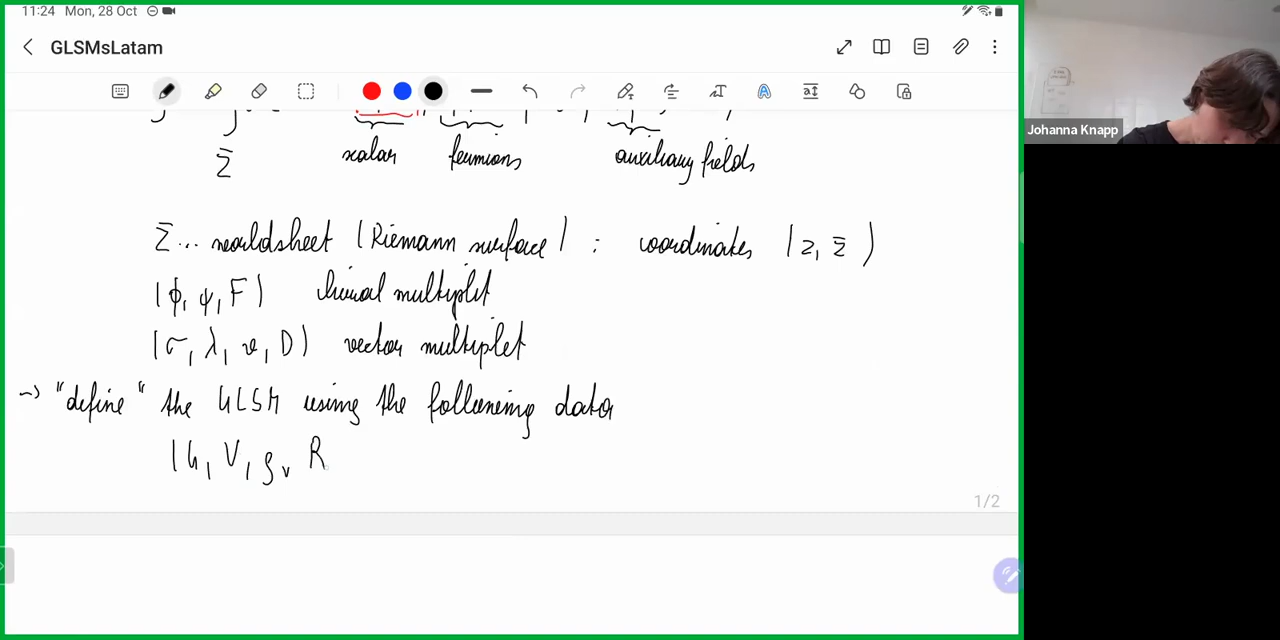 11:24 Mon, 28 Oct
GLSMsLatam
Σ
scalar fermions auxiliary fields
Σ... worldsheet (Riemann surface) : coordinates (z, z̄)
(ϕ, ψ, F) chiral multiplet
(σ, λ, v, D) vector multiplet
→ "define" the GLSM using the following data
(G, V, ρ_V, R
1/2
Johanna Knapp